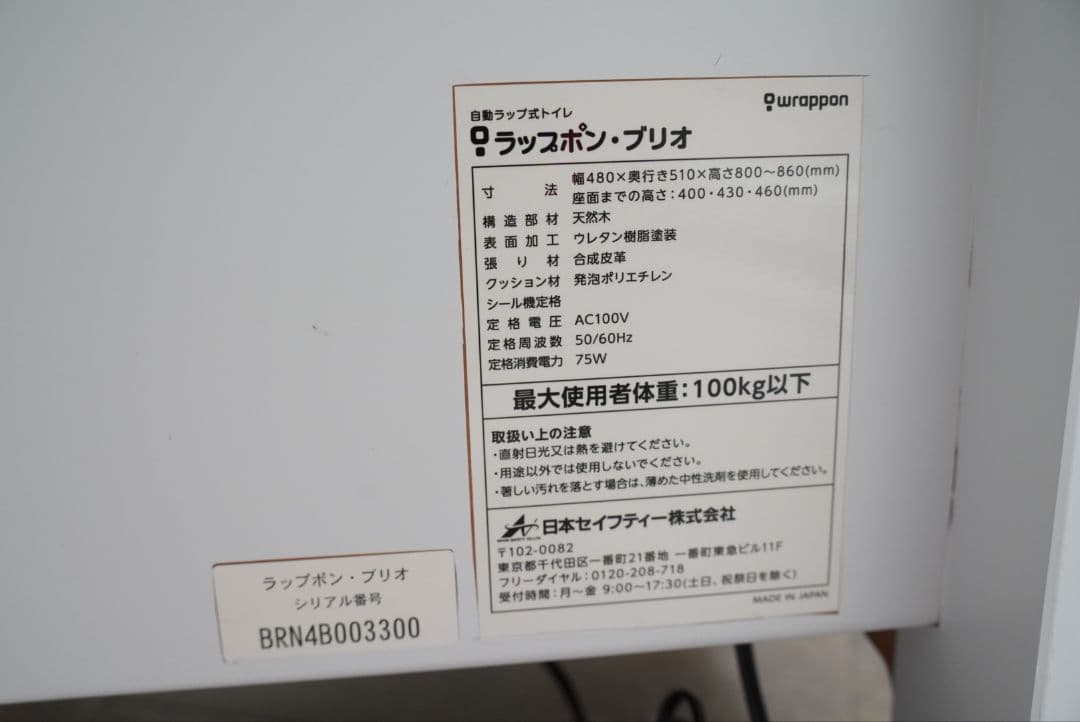 wrappon
自動ラップ式トイレ
ラップポン・ブリオ
寸法 幅480×奥行き510×高さ800～860(mm)
座面までの高さ：400・430・460(mm)
構造部材 天然木
表面加工 ウレタン樹脂塗装
張り材 合成皮革
クッション材 発泡ポリエチレン
シール機定格
定格電圧 AC100V
定格周波数 50/60Hz
定格消費電力 75W
最大使用者体重：100kg以下
取扱い上の注意
・直射日光又は熱を避けてください。
・用途以外では使用しないでください。
・著しい汚れを落とす場合は、薄めた中性洗剤を使用してください。
日本セイフティー株式会社
〒102-0082
東京都千代田区一番町21番地 一番町東急ビル11F
フリーダイヤル：0120-208-718
受付時間：月～金 9:00～17:30(土日、祝祭日を除く)
MADE IN JAPAN
ラップポン・ブリオ
シリアル番号
BRN4B003300